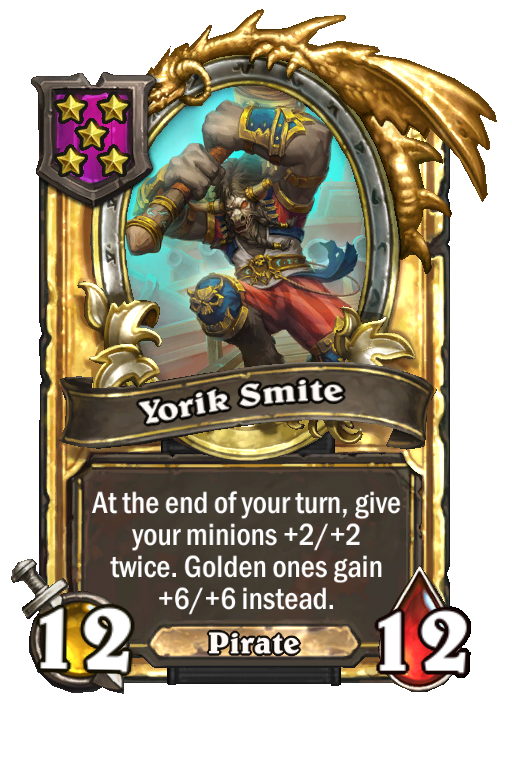 Yorik Smite
At the end of your turn, give
your minions +2/+2
twice. Golden ones gain
+6/+6 instead.
12
Pirate
12